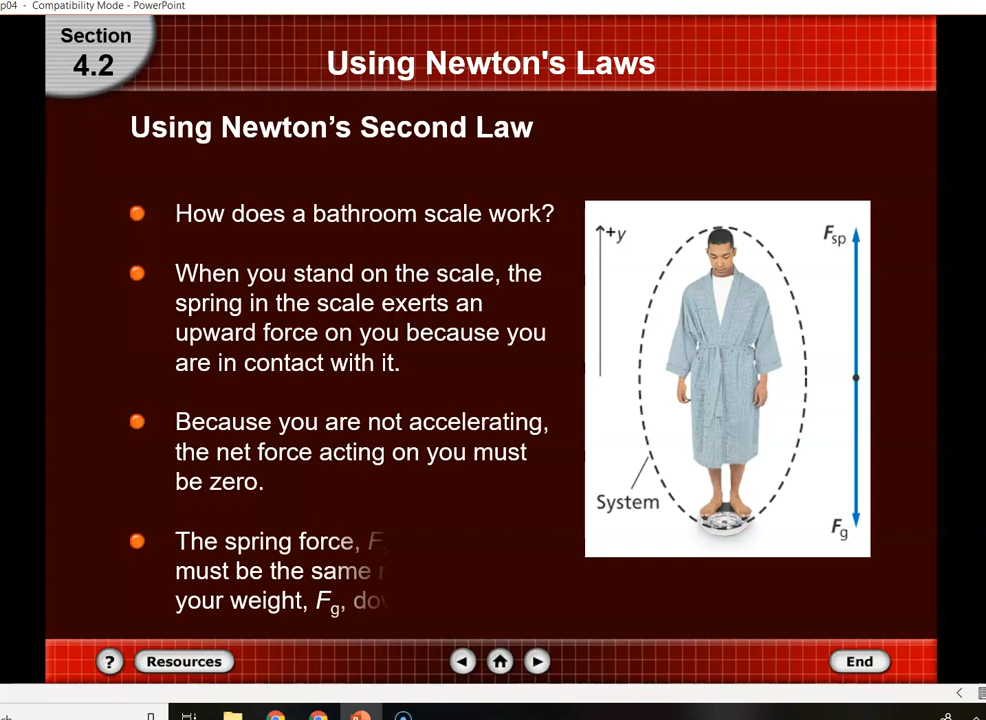 p04 - Compatibility Mode - PowerPoint
Section
4.2
Using Newton's Laws
Using Newton’s Second Law
How does a bathroom scale work?
When you stand on the scale, the
spring in the scale exerts an
upward force on you because you
are in contact with it.
Because you are not accelerating,
the net force acting on you must
be zero.
The spring force, F
must be the same
your weight, Fg,
+y
Fsp
System
Fg
?
Resources
End